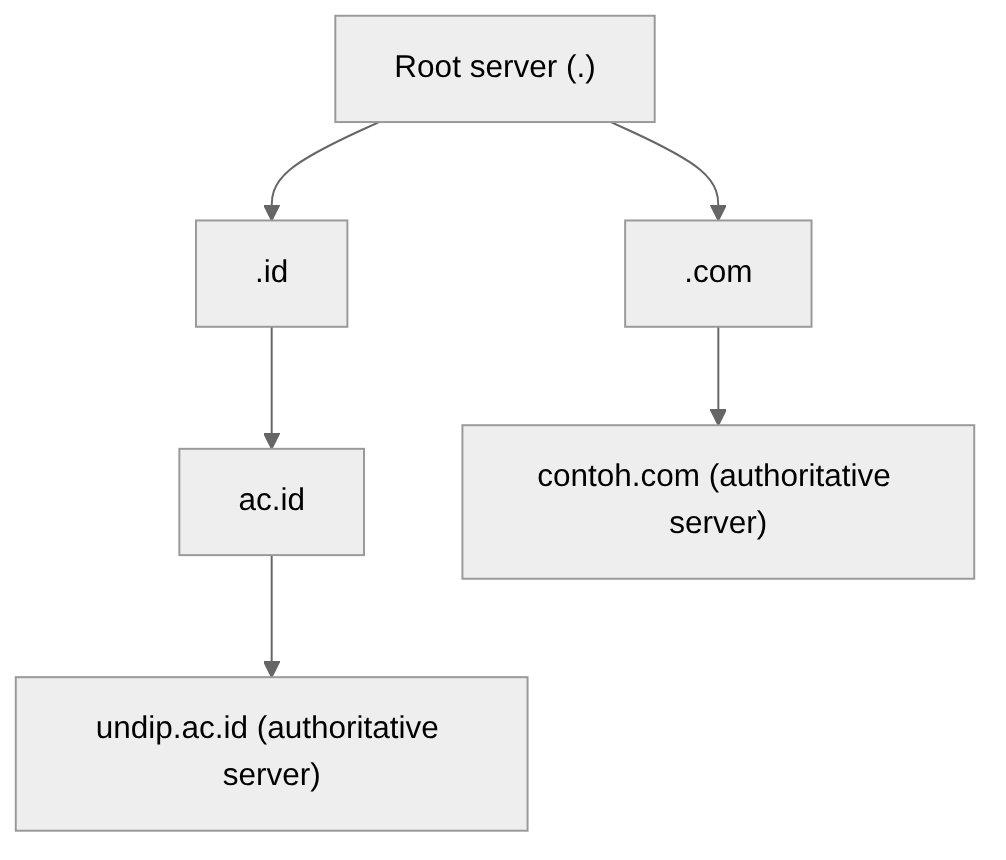 Root server (.)
.id
.com
contoh.com (authoritative
server)
ac.id
undip.ac.id (authoritative
server)